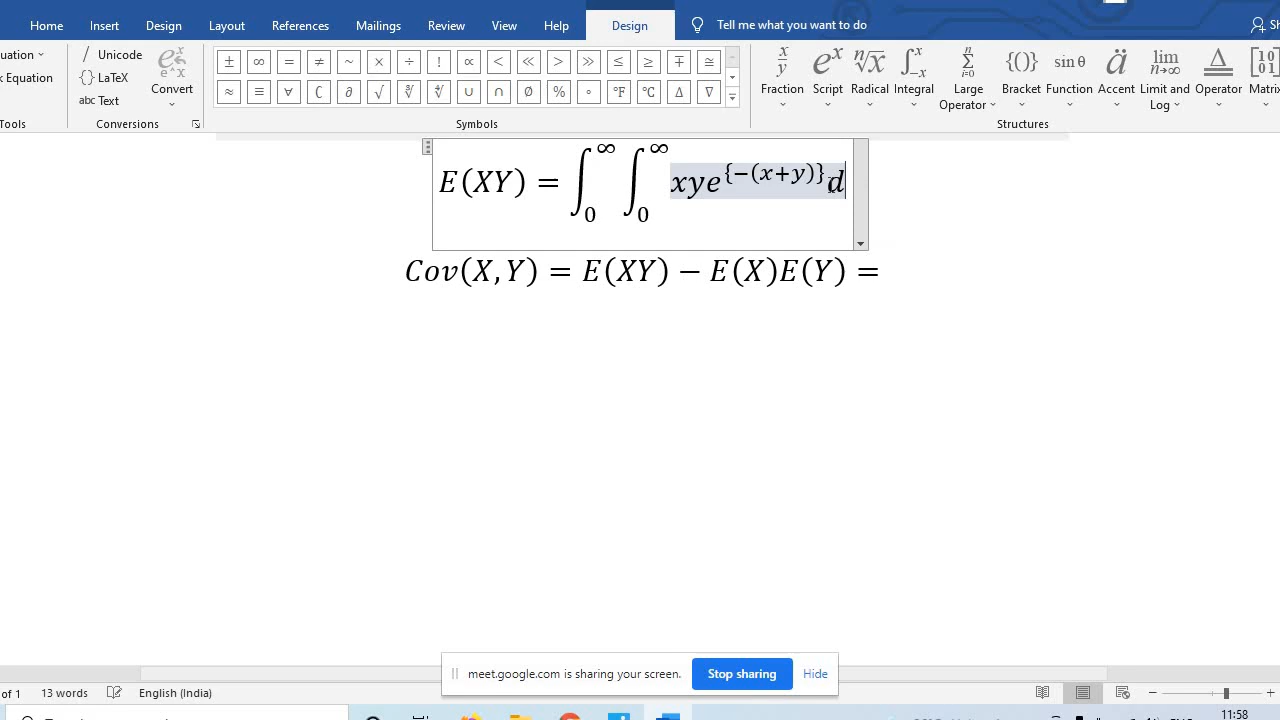 Home Insert Design Layout References Mailings Review View Help Design Tell me what you want to do Sh
uation Unicode
k Equation {} LaTeX
abc Text
Convert
Tools Conversions
± ∞ = ≠ ~ × ÷ ! ∝ < ≪ > ≫ ≤ ≥ ∓ ≅
≈ ≡ ∀ ∁ ∂ √ ∛ ∜ ∪ ∩ ∅ % ° °F °C ∆ ∇
Symbols
Fraction Script Radical Integral Large Operator Bracket Function Accent Limit and Log Operator Matrix
Structures
E(XY) = ∫₀^∞ ∫₀^∞ xye^{−(x+y)}d
Cov(X, Y) = E(XY) − E(X)E(Y) =
meet.google.com is sharing your screen. Stop sharing Hide
of 1 13 words English (India)
11:58